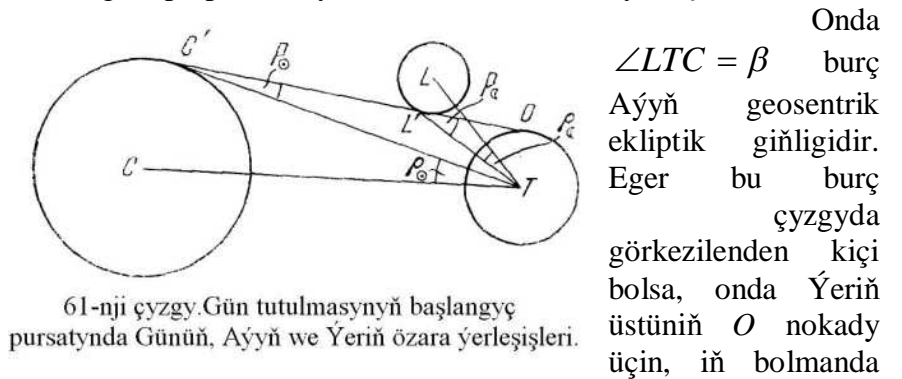 Onda
∠LTC = β burç
Aýyň geosentrik
ekliptik giňligidir.
Eger bu burç
çyzgyda
görkezilenden kiçi
bolsa, onda Ýeriň
üstüniň O nokady
üçin, iň bolmanda
C′
p☉
L
p☾
L′
O
ρ☾
C
ρ☉
T
61-nji çyzgy.Gün tutulmasynyň başlangyç
pursatynda Günüň, Aýyň we Ýeriň özara ýerleşişleri.